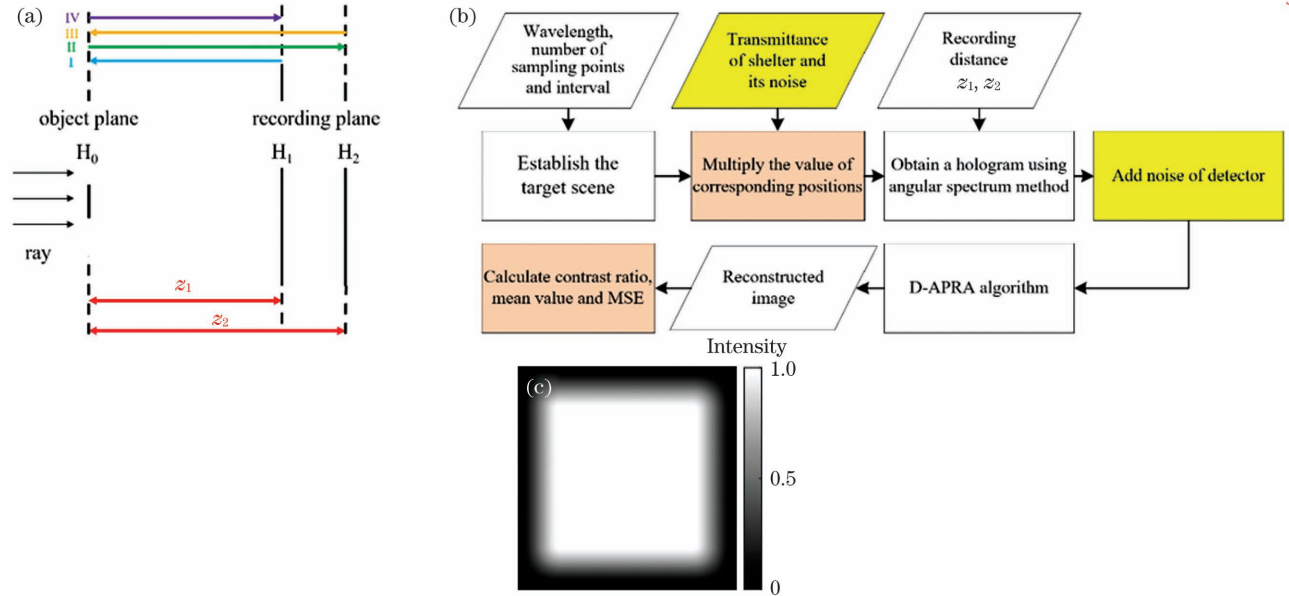 (a)
IV
III
II
I
object plane
recording plane
H₀
H₁
H₂
ray
z₁
z₂
(b)
Wavelength,
number of
sampling points
and interval
Transmittance
of shelter and
its noise
Recording
distance
z₁, z₂
Establish the
target scene
Multiply the value of
corresponding positions
Obtain a hologram using
angular spectrum method
Add noise of detector
Calculate contrast ratio,
mean value and MSE
Reconstructed
image
D-APRA algorithm
Intensity
(c)
1.0
0.5
0